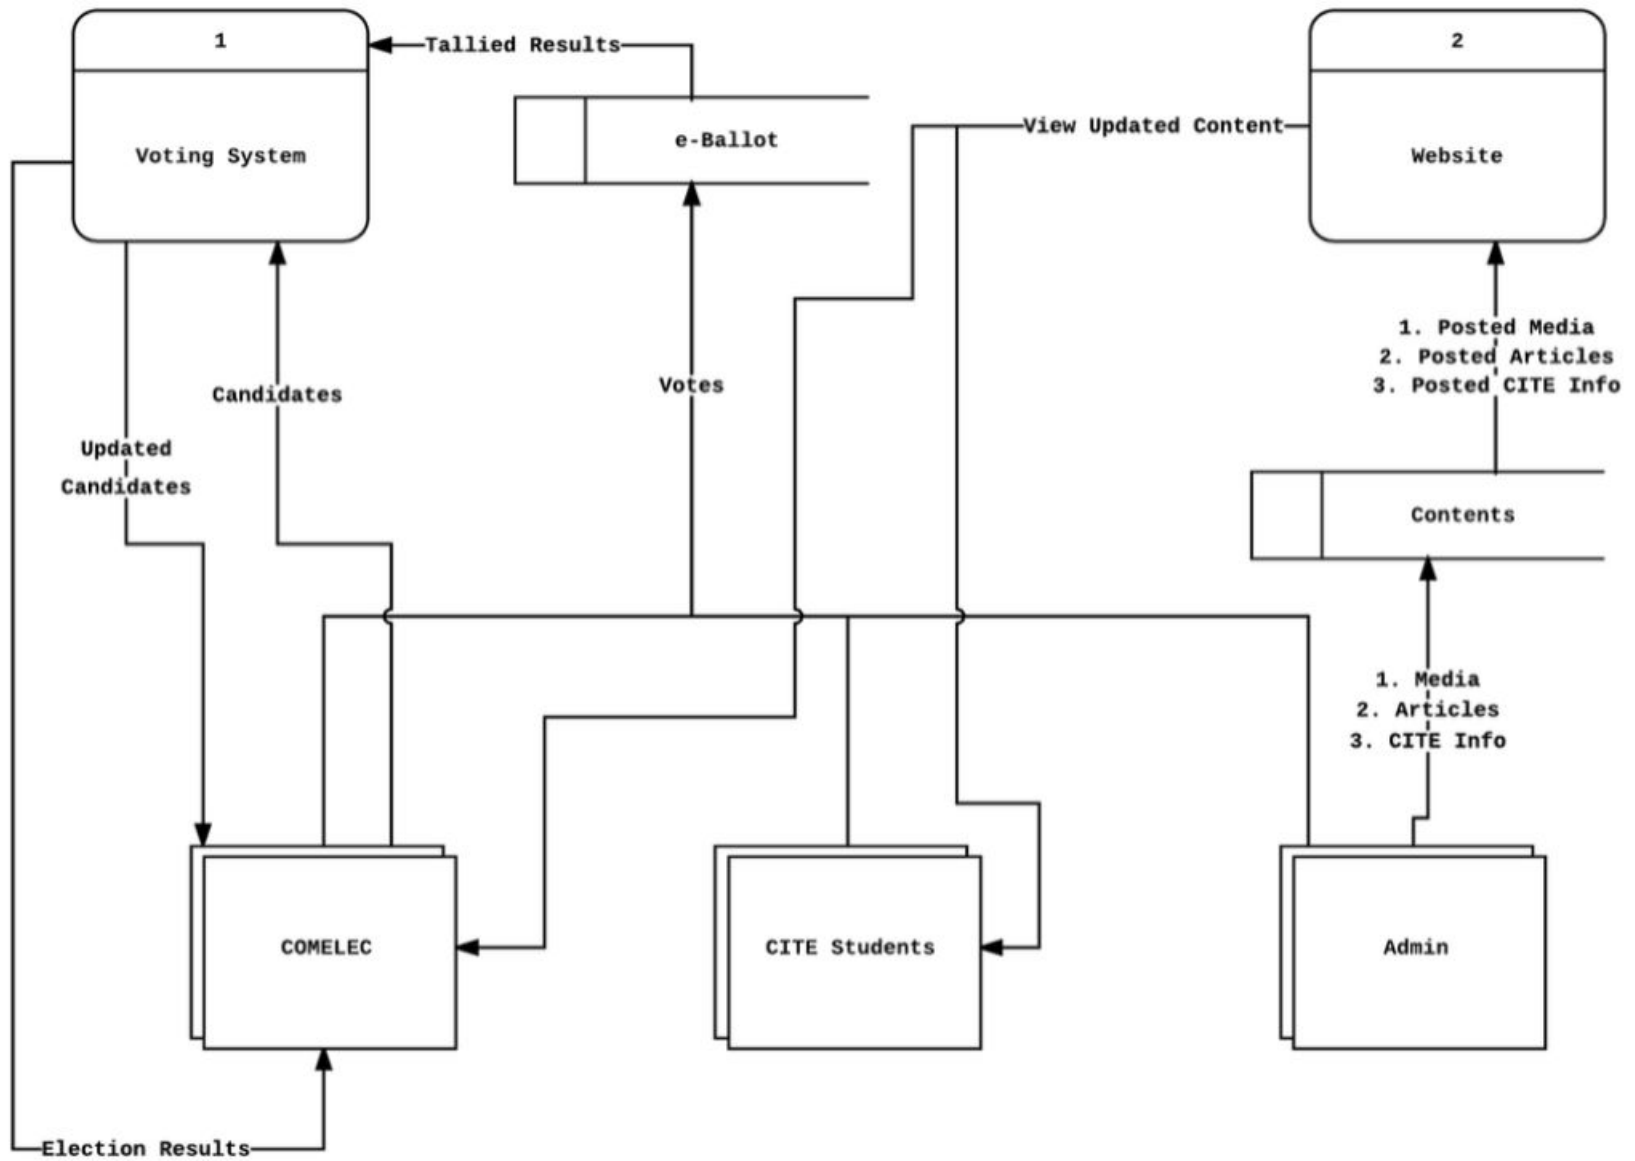 1
Tallied Results
2
e-Ballot
View Updated Content
Voting System
Website
1. Posted Media
2. Posted Articles
3. Posted CITE Info
Candidates
Votes
Updated
Candidates
Contents
1. Media
2. Articles
3. CITE Info
COMELEC
CITE Students
Admin
Election Results